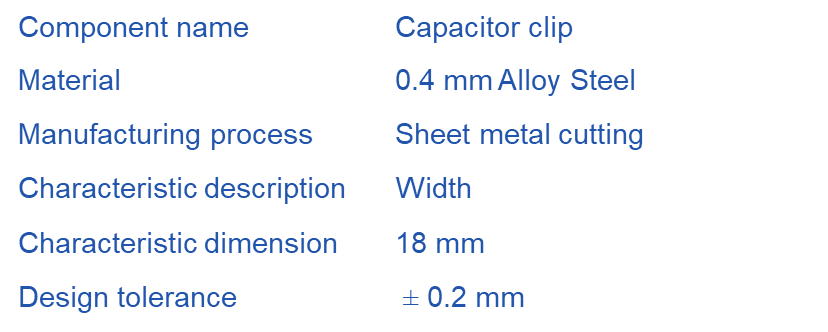 Component name Capacitor clip
Material 0.4 mm Alloy Steel
Manufacturing process Sheet metal cutting
Characteristic description Width
Characteristic dimension 18 mm
Design tolerance ± 0.2 mm